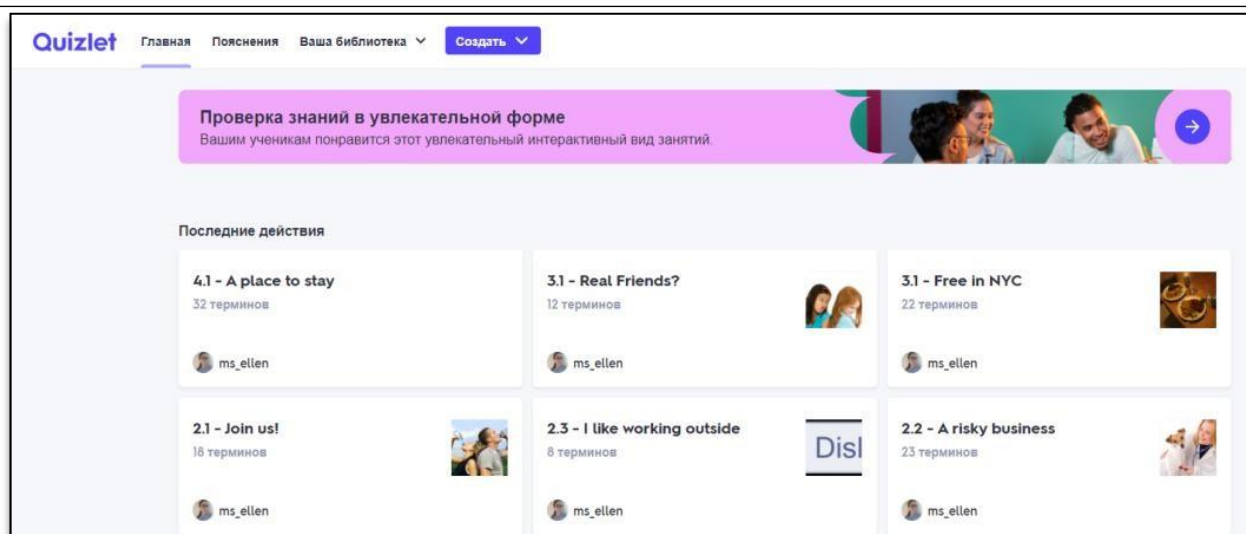 Quizlet Главная Пояснения Ваша библиотека Создать
Проверка знаний в увлекательной форме
Вашим ученикам понравится этот увлекательный интерактивный вид занятий.
Последние действия
4.1 - A place to stay
32 терминов
ms_ellen
3.1 - Real Friends?
12 терминов
ms_ellen
3.1 - Free in NYC
22 терминов
ms_ellen
2.1 - Join us!
18 терминов
ms_ellen
2.3 - I like working outside
8 терминов
Disl
ms_ellen
2.2 - A risky business
23 терминов
ms_ellen